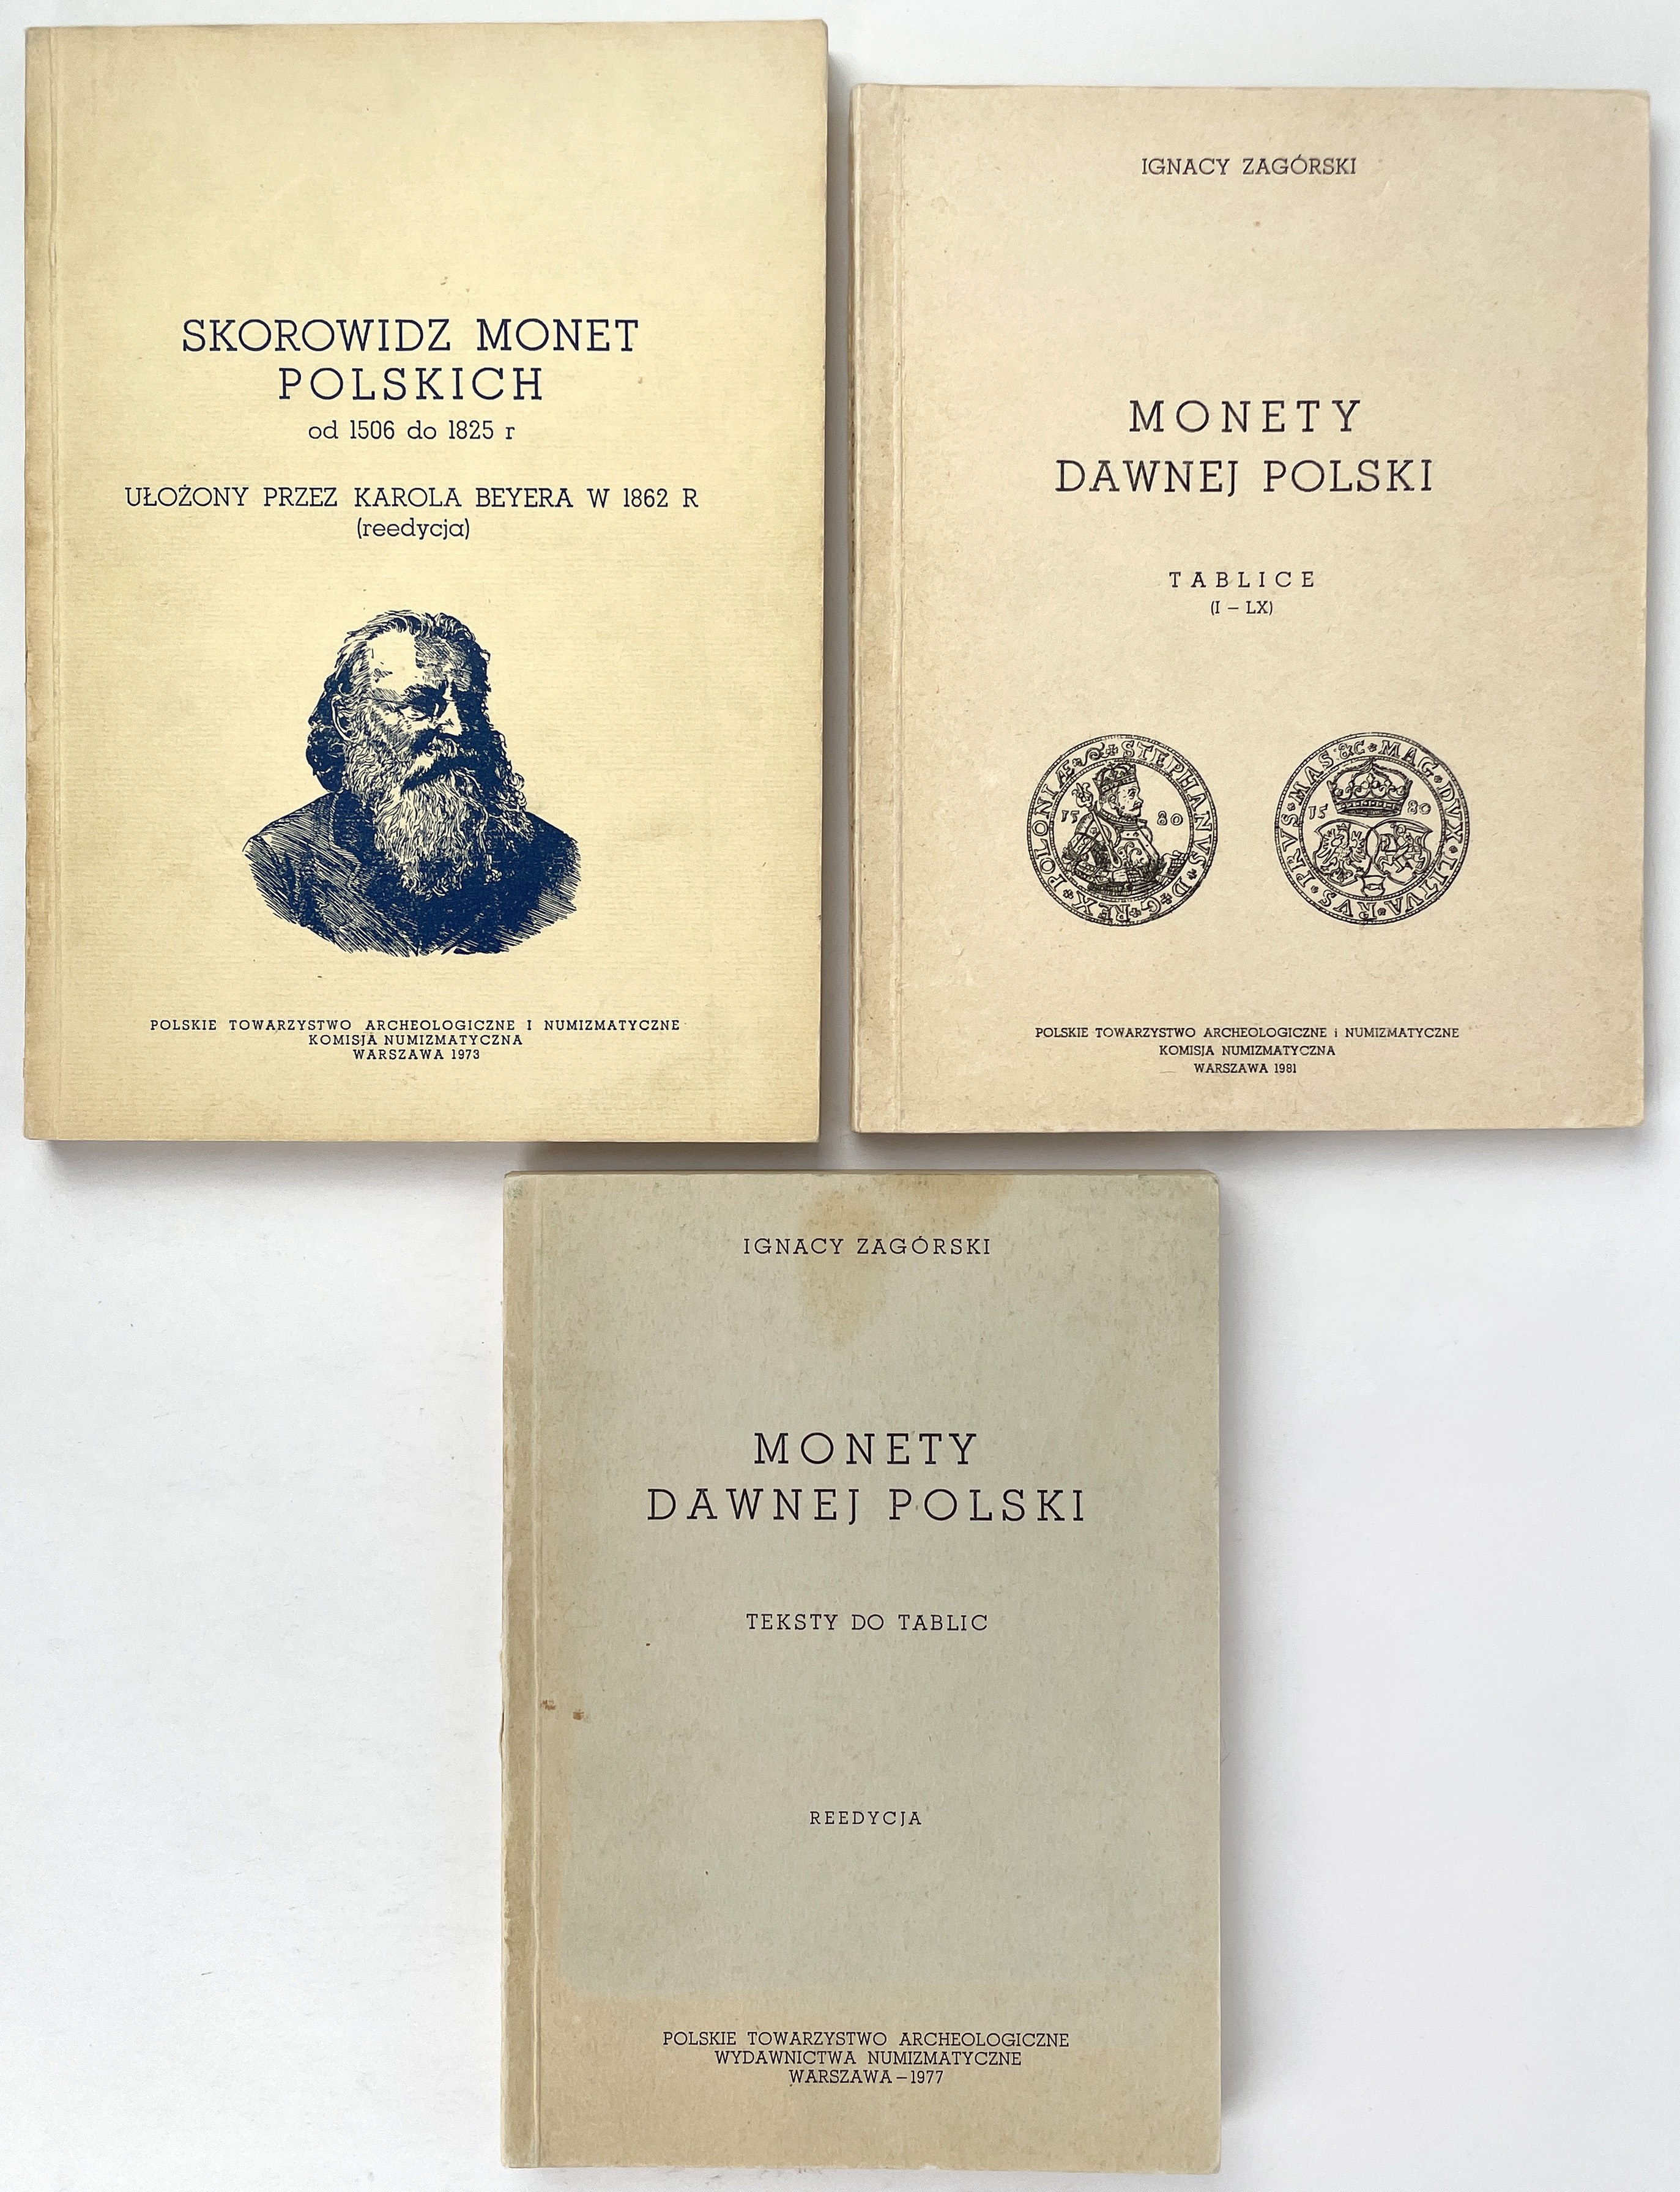 SKOROWIDZ MONET
POLSKICH
od 1506 do 1825 r
UŁOŻONY PRZEZ KAROLA BEYERA W 1862 R
(reedycja)
POLSKIE TOWARZYSTWO ARCHEOLOGICZNE I NUMIZMATYCZNE
KOMISJA NUMIZMATYCZNA
WARSZAWA 1973
IGNACY ZAGÓRSKI
MONETY
DAWNEJ POLSKI
TABLICE
(I – LX)
STEPHANVS·D·G·REX·POLONIÆ
15 80
MAG·DVX·LITVA·RVS·PRVS·MAS·&C·
15 80
POLSKIE TOWARZYSTWO ARCHEOLOGICZNE i NUMIZMATYCZNE
KOMISJA NUMIZMATYCZNA
WARSZAWA 1981
IGNACY ZAGÓRSKI
MONETY
DAWNEJ POLSKI
TEKSTY DO TABLIC
REEDYCJA
POLSKIE TOWARZYSTWO ARCHEOLOGICZNE
WYDAWNICTWA NUMIZMATYCZNE
WARSZAWA – 1977